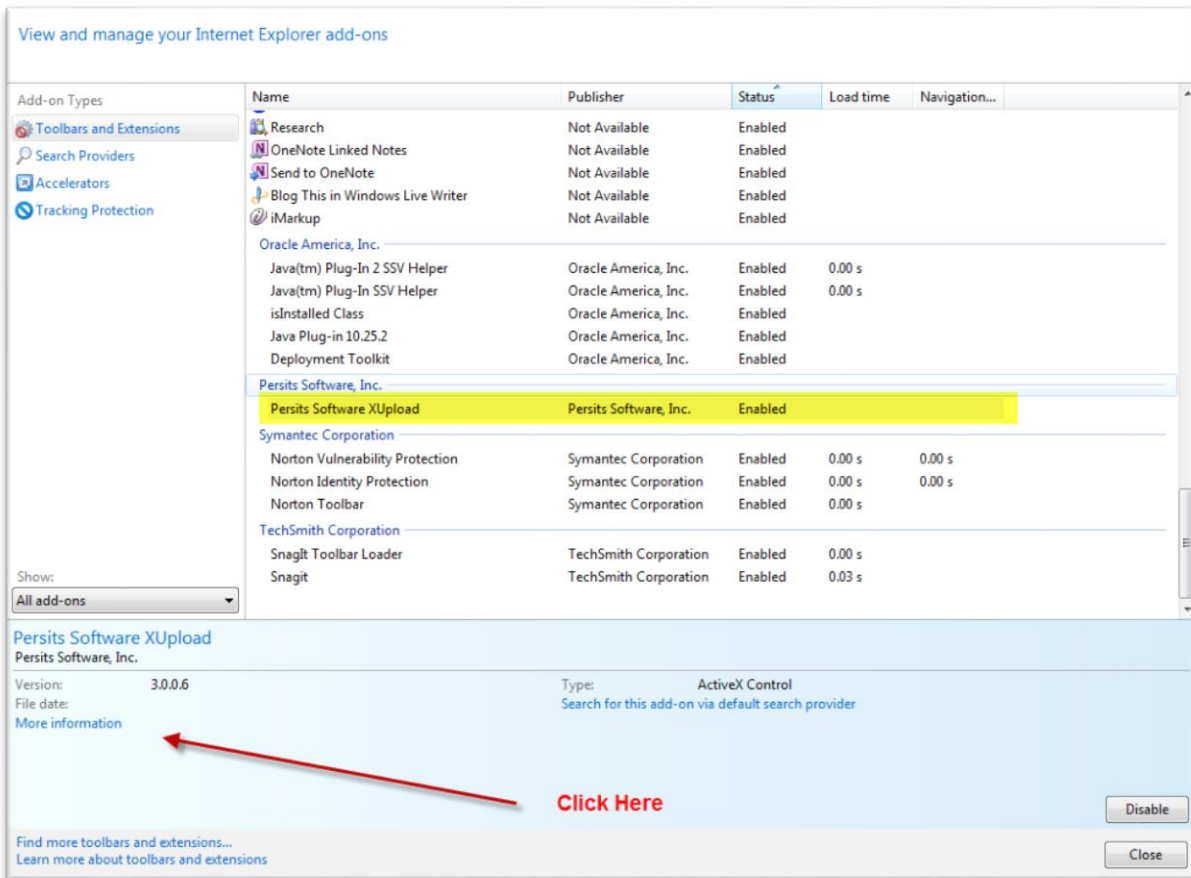 View and manage your Internet Explorer add-ons
Add-on Types
Toolbars and Extensions
Search Providers
Accelerators
Tracking Protection
Show:
All add-ons
Name Publisher Status Load time Navigation...
Research Not Available Enabled
OneNote Linked Notes Not Available Enabled
Send to OneNote Not Available Enabled
Blog This in Windows Live Writer Not Available Enabled
iMarkup Not Available Enabled
Oracle America, Inc.
Java(tm) Plug-In 2 SSV Helper Oracle America, Inc. Enabled 0.00 s
Java(tm) Plug-In SSV Helper Oracle America, Inc. Enabled 0.00 s
isInstalled Class Oracle America, Inc. Enabled
Java Plug-in 10.25.2 Oracle America, Inc. Enabled
Deployment Toolkit Oracle America, Inc. Enabled
Persits Software, Inc.
Persits Software XUpload Persits Software, Inc. Enabled
Symantec Corporation
Norton Vulnerability Protection Symantec Corporation Enabled 0.00 s 0.00 s
Norton Identity Protection Symantec Corporation Enabled 0.00 s 0.00 s
Norton Toolbar Symantec Corporation Enabled 0.00 s
TechSmith Corporation
SnagIt Toolbar Loader TechSmith Corporation Enabled 0.00 s
Snagit TechSmith Corporation Enabled 0.03 s
Persits Software XUpload
Persits Software, Inc.
Version: 3.0.0.6 Type: ActiveX Control
File date: Search for this add-on via default search provider
More information
Click Here
Disable
Find more toolbars and extensions...
Learn more about toolbars and extensions
Close